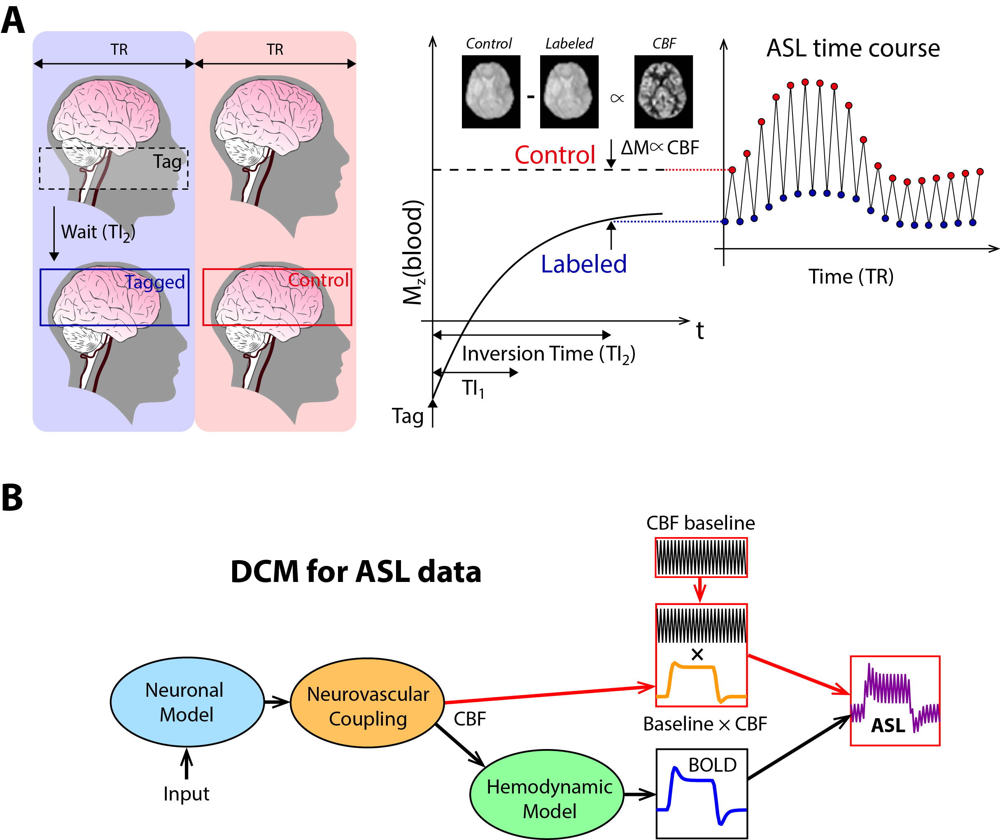 A
TR
TR
Tag
Wait (TI₂)
Tagged
Control
Control
Labeled
CBF
-
∝
Control
ΔM∝CBF
Mz(blood)
Labeled
t
Inversion Time (TI₂)
TI₁
Tag
ASL time course
Time (TR)
B
DCM for ASL data
CBF baseline
×
Baseline × CBF
Neuronal
Model
Neurovascular
Coupling
CBF
Input
Hemodynamic
Model
BOLD
ASL